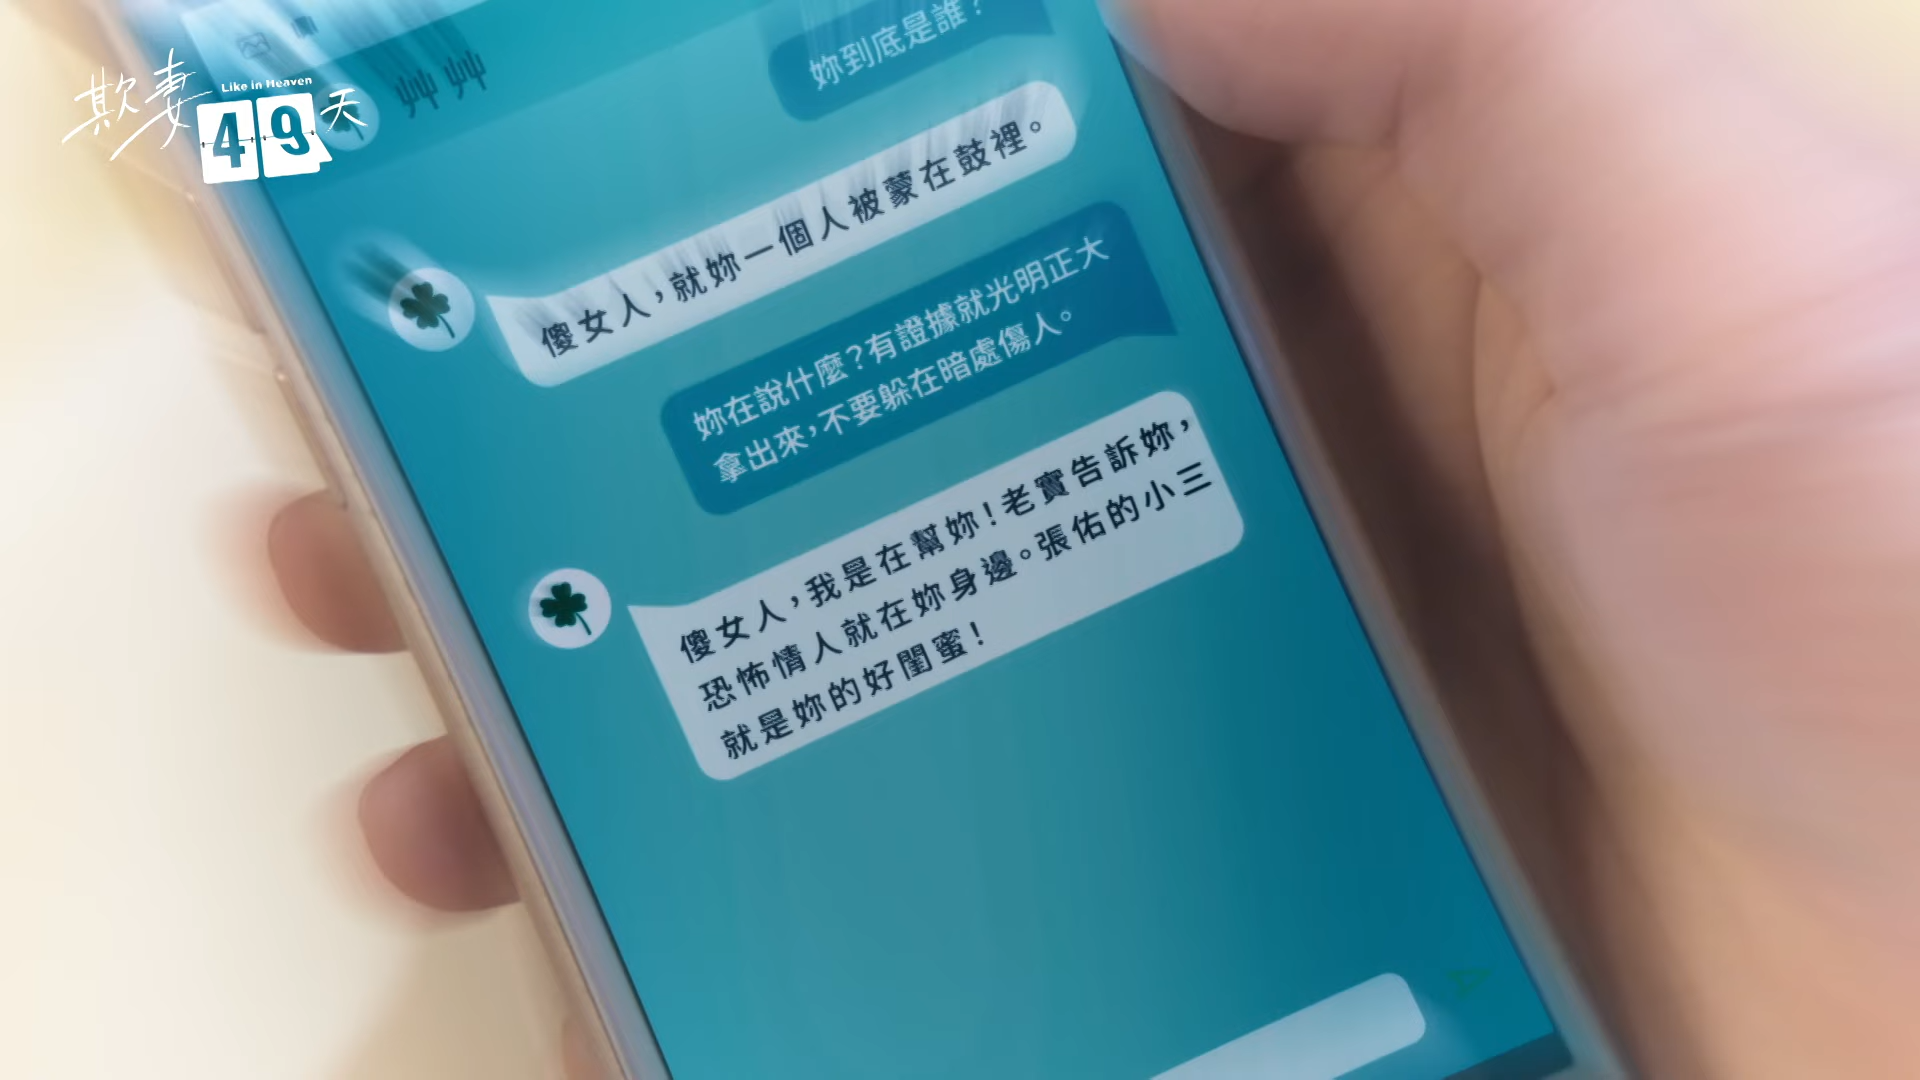 欺妻
Like in Heaven
49天
艸艸
妳到底是誰?
傻女人,就妳一個人被蒙在鼓裡。
妳在說什麼?有證據就光明正大
拿出來,不要躲在暗處傷人。
傻女人,我是在幫妳!老實告訴妳,
恐怖情人就在妳身邊。張佑的小三
就是妳的好閨蜜!